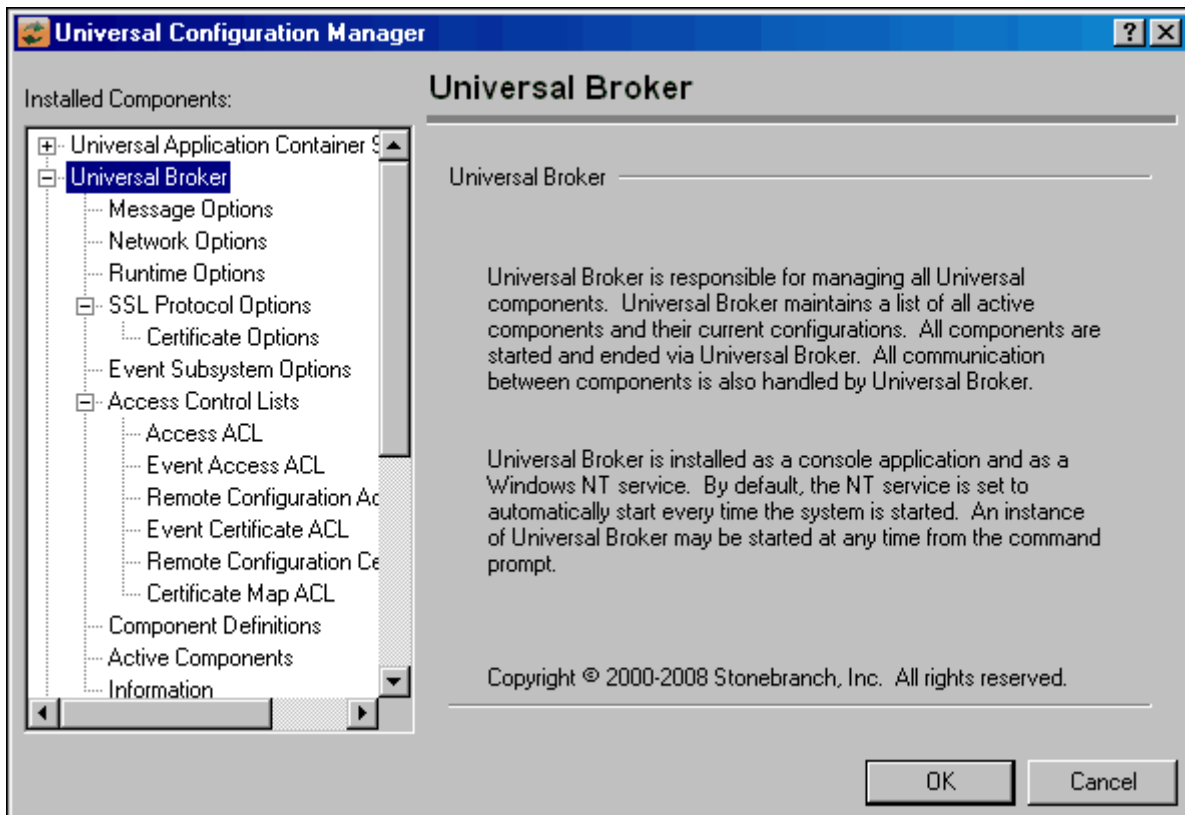 Universal Configuration Manager
Installed Components:
Universal Application Container
Universal Broker
Message Options
Network Options
Runtime Options
SSL Protocol Options
Certificate Options
Event Subsystem Options
Access Control Lists
Access ACL
Event Access ACL
Remote Configuration Ac
Event Certificate ACL
Remote Configuration Ce
Certificate Map ACL
Component Definitions
Active Components
Information
Universal Broker
Universal Broker
Universal Broker is responsible for managing all Universal
components. Universal Broker maintains a list of all active
components and their current configurations. All components are
started and ended via Universal Broker. All communication
between components is also handled by Universal Broker.
Universal Broker is installed as a console application and as a
Windows NT service. By default, the NT service is set to
automatically start every time the system is started. An instance
of Universal Broker may be started at any time from the command
prompt.
Copyright © 2000-2008 Stonebranch, Inc. All rights reserved.
OK
Cancel